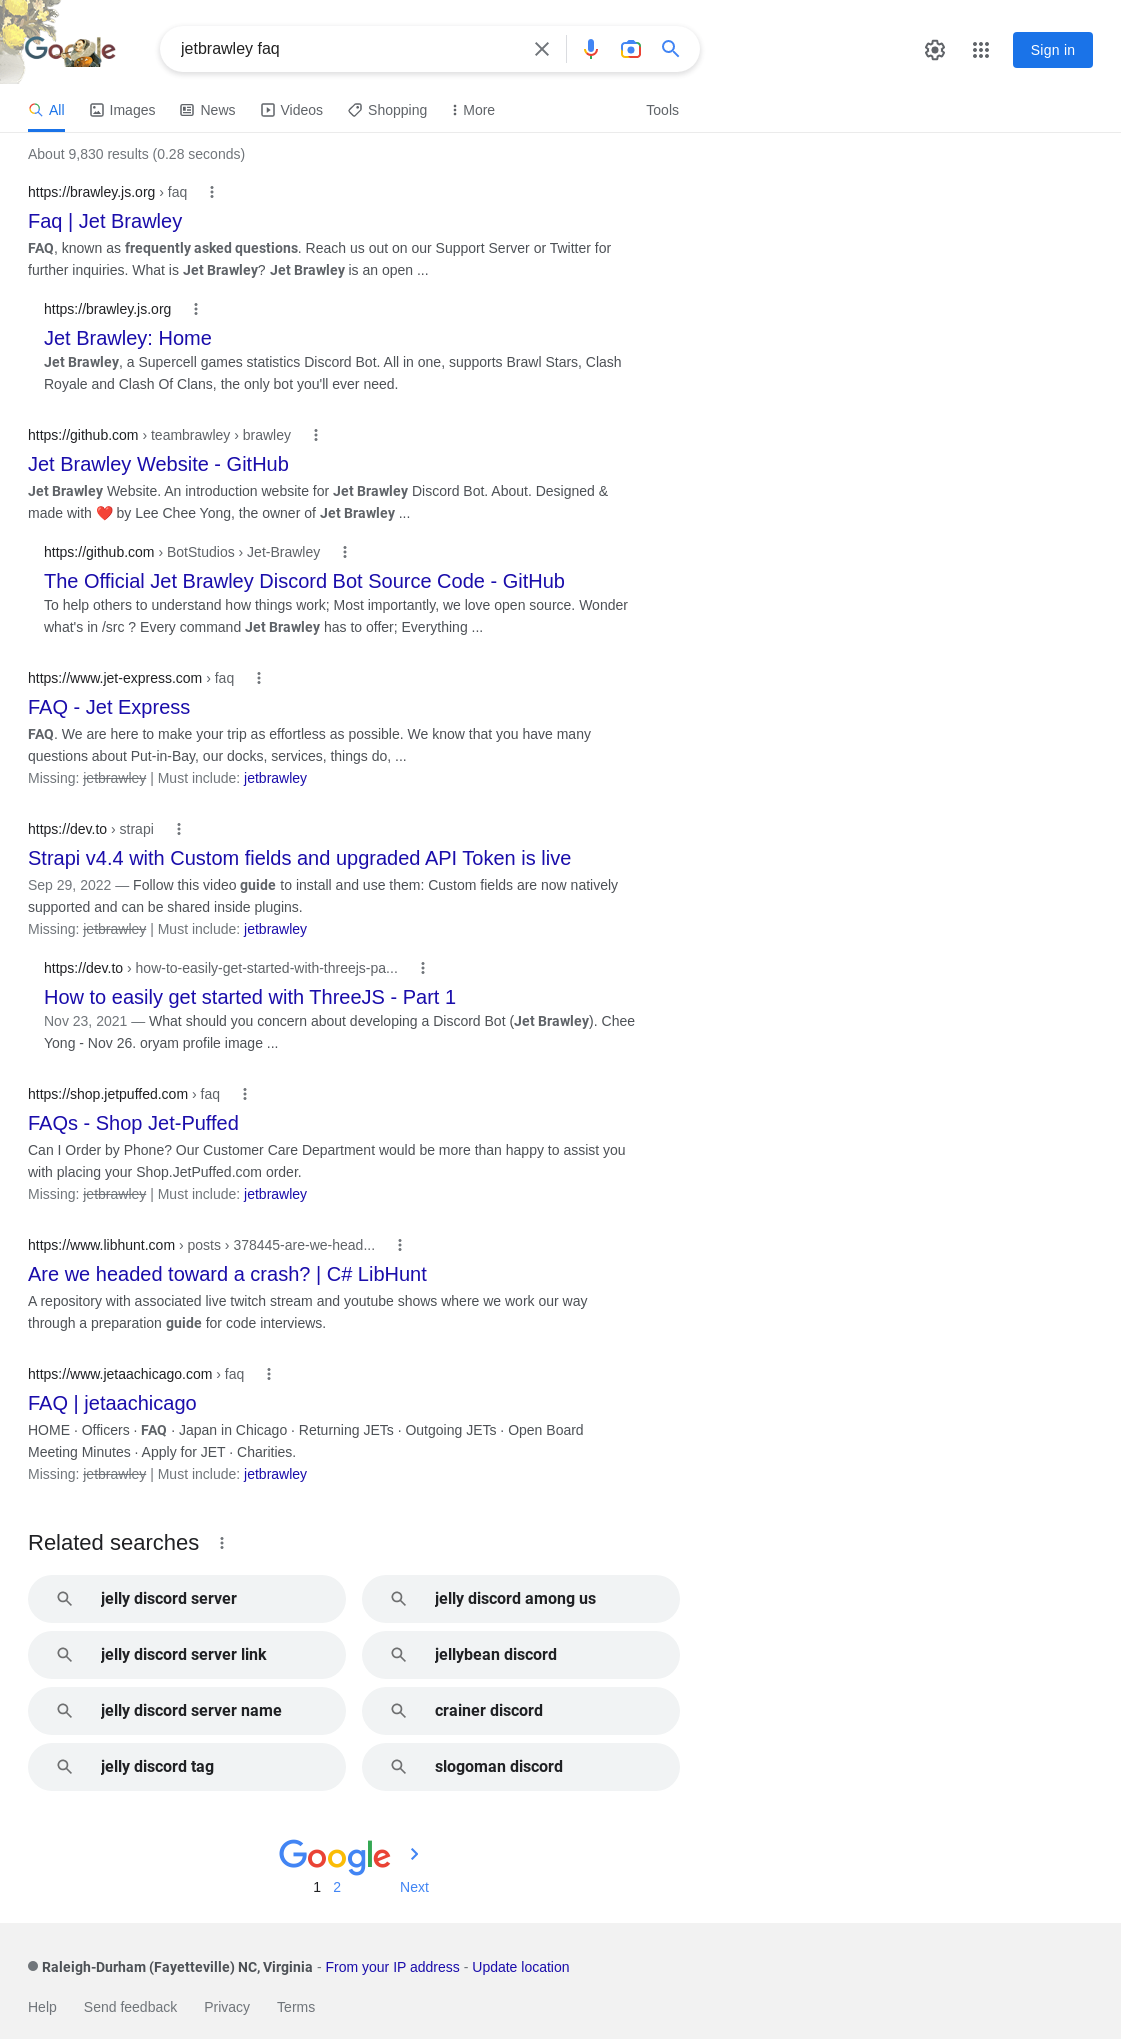 Google
jetbrawley faq
Sign in
All Images News Videos Shopping More Tools
About 9,830 results (0.28 seconds)
https://brawley.js.org › faq
Faq | Jet Brawley
FAQ, known as frequently asked questions. Reach us out on our Support Server or Twitter for
further inquiries. What is Jet Brawley? Jet Brawley is an open ...
https://brawley.js.org
Jet Brawley: Home
Jet Brawley, a Supercell games statistics Discord Bot. All in one, supports Brawl Stars, Clash
Royale and Clash Of Clans, the only bot you'll ever need.
https://github.com › teambrawley › brawley
Jet Brawley Website - GitHub
Jet Brawley Website. An introduction website for Jet Brawley Discord Bot. About. Designed &
made with ❤️ by Lee Chee Yong, the owner of Jet Brawley ...
https://github.com › BotStudios › Jet-Brawley
The Official Jet Brawley Discord Bot Source Code - GitHub
To help others to understand how things work; Most importantly, we love open source. Wonder
what's in /src ? Every command Jet Brawley has to offer; Everything ...
https://www.jet-express.com › faq
FAQ - Jet Express
FAQ. We are here to make your trip as effortless as possible. We know that you have many
questions about Put-in-Bay, our docks, services, things do, ...
Missing: jetbrawley | Must include: jetbrawley
https://dev.to › strapi
Strapi v4.4 with Custom fields and upgraded API Token is live
Sep 29, 2022 — Follow this video guide to install and use them: Custom fields are now natively
supported and can be shared inside plugins.
Missing: jetbrawley | Must include: jetbrawley
https://dev.to › how-to-easily-get-started-with-threejs-pa...
How to easily get started with ThreeJS - Part 1
Nov 23, 2021 — What should you concern about developing a Discord Bot (Jet Brawley). Chee
Yong - Nov 26. oryam profile image ...
https://shop.jetpuffed.com › faq
FAQs - Shop Jet-Puffed
Can I Order by Phone? Our Customer Care Department would be more than happy to assist you
with placing your Shop.JetPuffed.com order.
Missing: jetbrawley | Must include: jetbrawley
https://www.libhunt.com › posts › 378445-are-we-head...
Are we headed toward a crash? | C# LibHunt
A repository with associated live twitch stream and youtube shows where we work our way
through a preparation guide for code interviews.
https://www.jetaachicago.com › faq
FAQ | jetaachicago
HOME · Officers · FAQ · Japan in Chicago · Returning JETs · Outgoing JETs · Open Board
Meeting Minutes · Apply for JET · Charities.
Missing: jetbrawley | Must include: jetbrawley
Related searches
jelly discord server
jelly discord among us
jelly discord server link
jellybean discord
jelly discord server name
crainer discord
jelly discord tag
slogoman discord
Google
1 2 Next
Raleigh-Durham (Fayetteville) NC, Virginia - From your IP address - Update location
Help Send feedback Privacy Terms